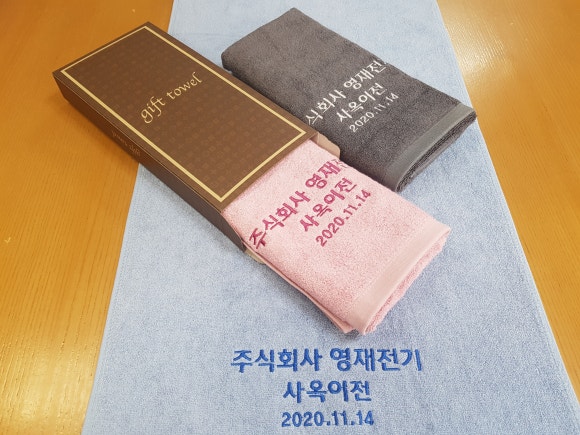 gift towel
주식회사 영재전
사옥이전
2020.11.14
주식회사 영재전
사옥이전
2020.11.14
주식회사 영재전기
사옥이전
2020.11.14